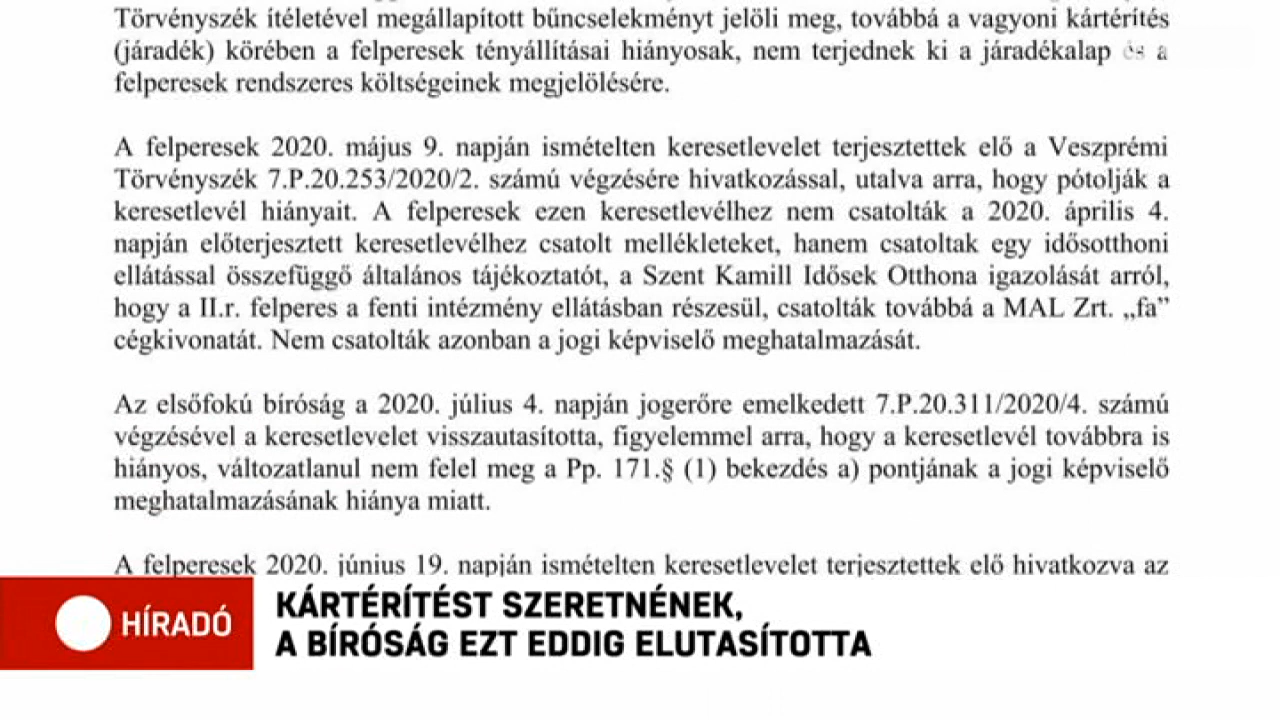 Törvényszék ítéletével megállapított bűncselekményt jelöli meg, továbbá a vagyoni kártérítés
(járadék) körében a felperesek tényállításai hiányosak, nem terjednek ki a járadékalap és a
felperesek rendszeres költségeinek megjelölésére.
A felperesek 2020. május 9. napján ismételten keresetlevelet terjesztettek elő a Veszprémi
Törvényszék 7.P.20.253/2020/2. számú végzésére hivatkozással, utalva arra, hogy pótolják a
keresetlevél hiányait. A felperesek ezen keresetlevélhez nem csatolták a 2020. április 4.
napján előterjesztett keresetlevélhez csatolt mellékleteket, hanem csatoltak egy idősotthoni
ellátással összefüggő általános tájékoztatót, a Szent Kamill Idősek Otthona igazolását arról,
hogy a II.r. felperes a fenti intézmény ellátásban részesül, csatolták továbbá a MAL Zrt. „fa”
cégkivonatát. Nem csatolták azonban a jogi képviselő meghatalmazását.
Az elsőfokú bíróság a 2020. július 4. napján jogerőre emelkedett 7.P.20.311/2020/4. számú
végzésével a keresetlevelet visszautasította, figyelemmel arra, hogy a keresetlevél továbbra is
hiányos, változatlanul nem felel meg a Pp. 171.§ (1) bekezdés a) pontjának a jogi képviselő
meghatalmazásának hiánya miatt.
A felperesek 2020. június 19. napján ismételten keresetlevelet terjesztettek elő hivatkozva az
HÍRADÓ
KÁRTÉRÍTÉST SZERETNÉNEK,
A BÍRÓSÁG EZT EDDIG ELUTASÍTOTTA